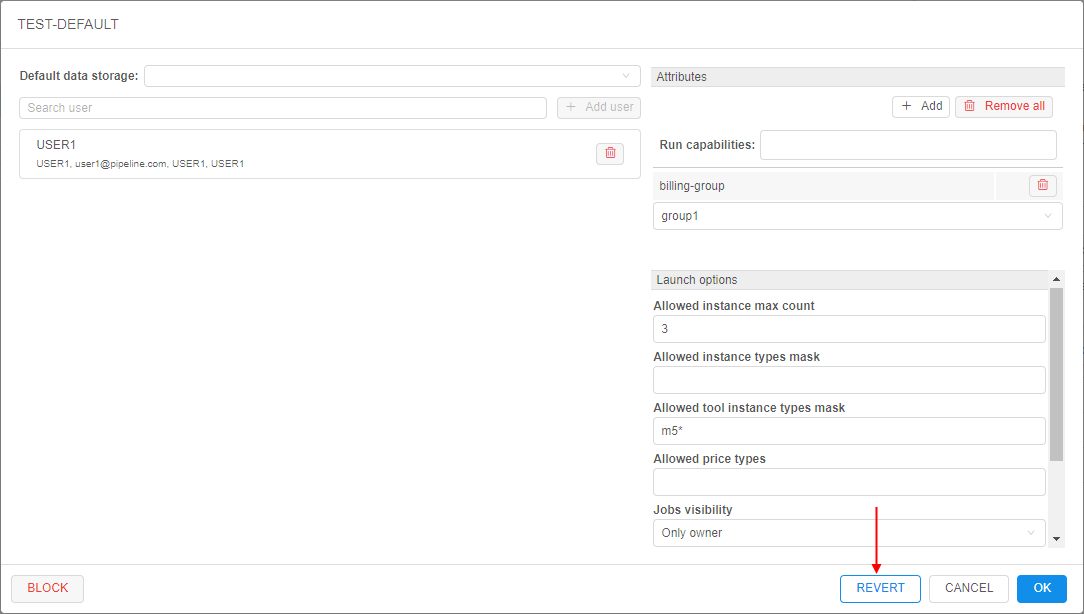 TEST-DEFAULT
Default data storage:
Search user
+ Add user
USER1
USER1, user1@pipeline.com, USER1, USER1
Attributes
+ Add
Remove all
Run capabilities:
billing-group
group1
Launch options
Allowed instance max count
3
Allowed instance types mask
Allowed tool instance types mask
m5*
Allowed price types
Jobs visibility
Only owner
BLOCK
REVERT
CANCEL
OK